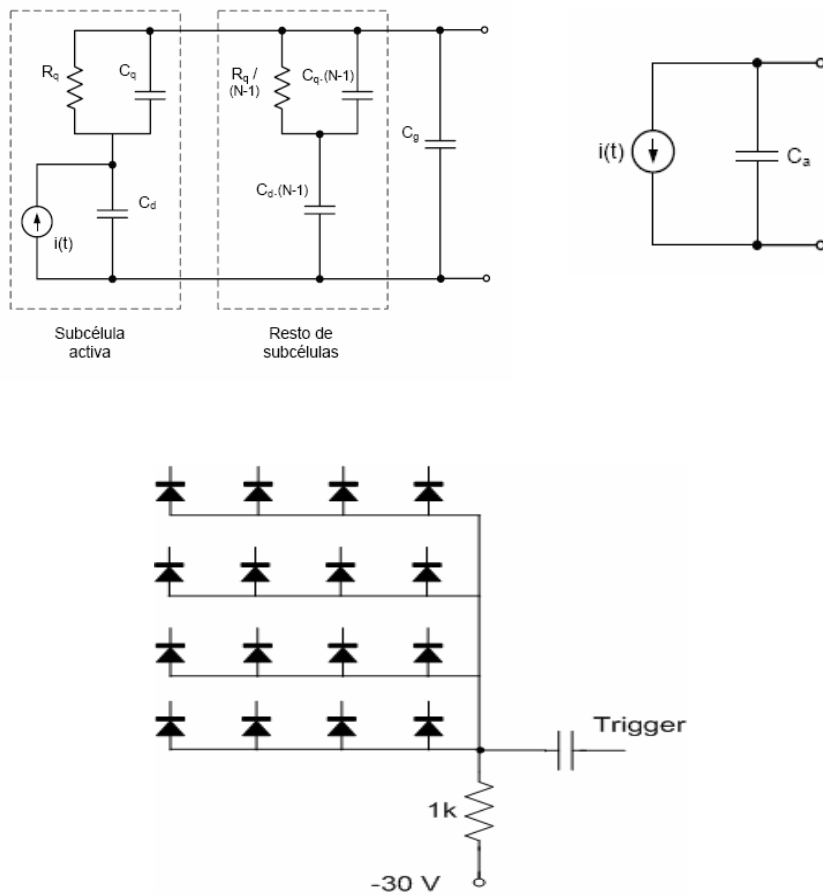 Rq
Cq
Rq /
(N-1)
Cq.(N-1)
Cg
Cd
Cd.(N-1)
i(t)
Subcélula
activa
Resto de
subcélulas
i(t)
Ca
Trigger
1k
-30 V